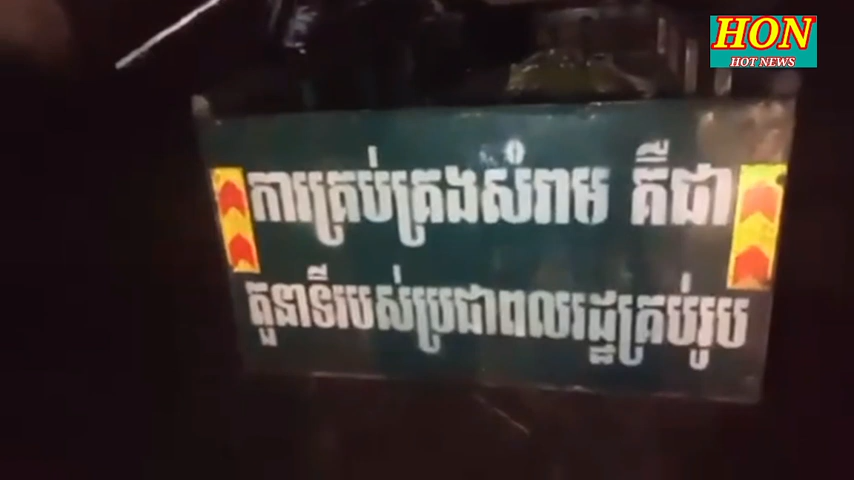 HON
HOT NEWS
ការគ្រប់គ្រងសំរាម គឺជា
តួនាទីរបស់ប្រជាពលរដ្ឋគ្រប់រូប